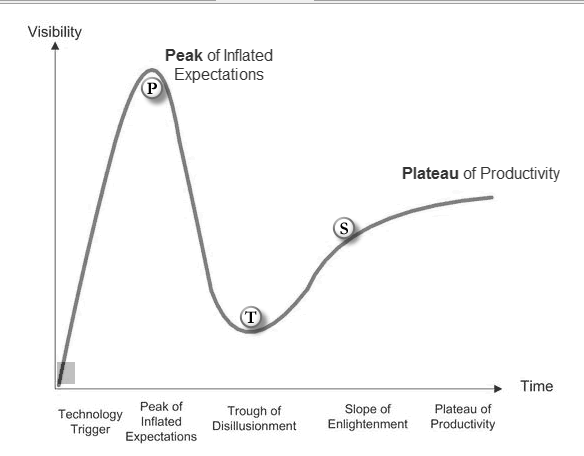 Visibility
Peak of Inflated
Expectations
P
Plateau of Productivity
S
T
Time
Technology
Trigger
Peak of
Inflated
Expectations
Trough of
Disillusionment
Slope of
Enlightenment
Plateau of
Productivity